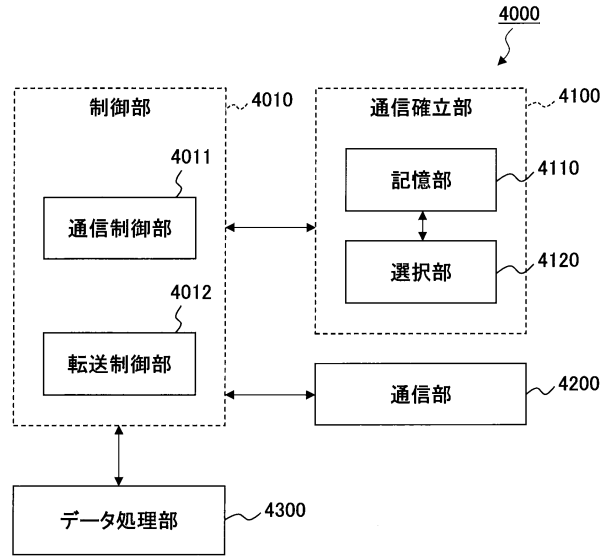 4000
制御部
4010
通信確立部
4100
4011
通信制御部
記憶部
4110
選択部
4120
4012
転送制御部
通信部
4200
データ処理部
4300